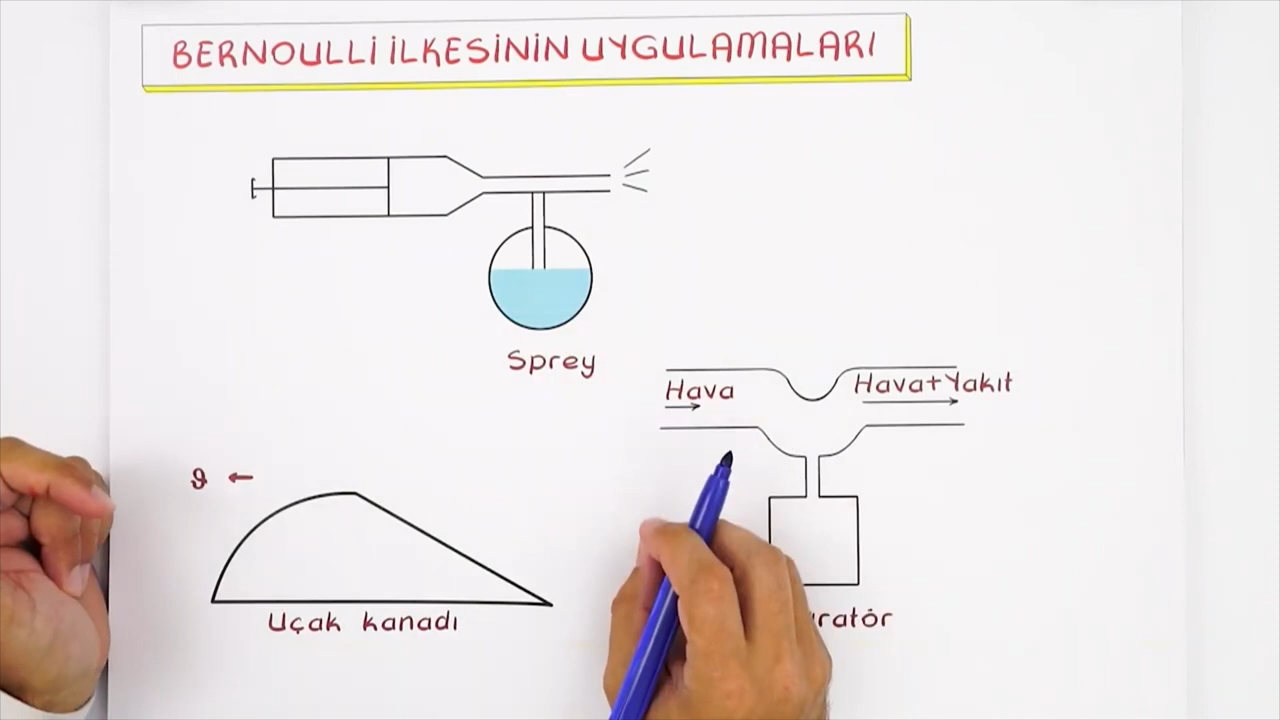 BERNOULLİ İLKESİNİN UYGULAMALARI
Sprey
Hava
Hava+Yakıt
ϑ ←
Uçak kanadı